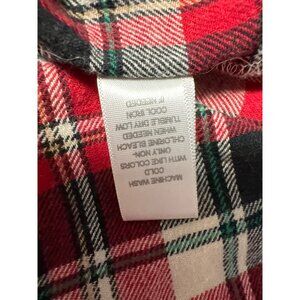 MACHINE WASH
COLD
WITH LIKE COLORS
ONLY NON-
CHLORINE BLEACH
WHEN NEEDED
TUMBLE DRY LOW
COOL IRON
IF NEEDED